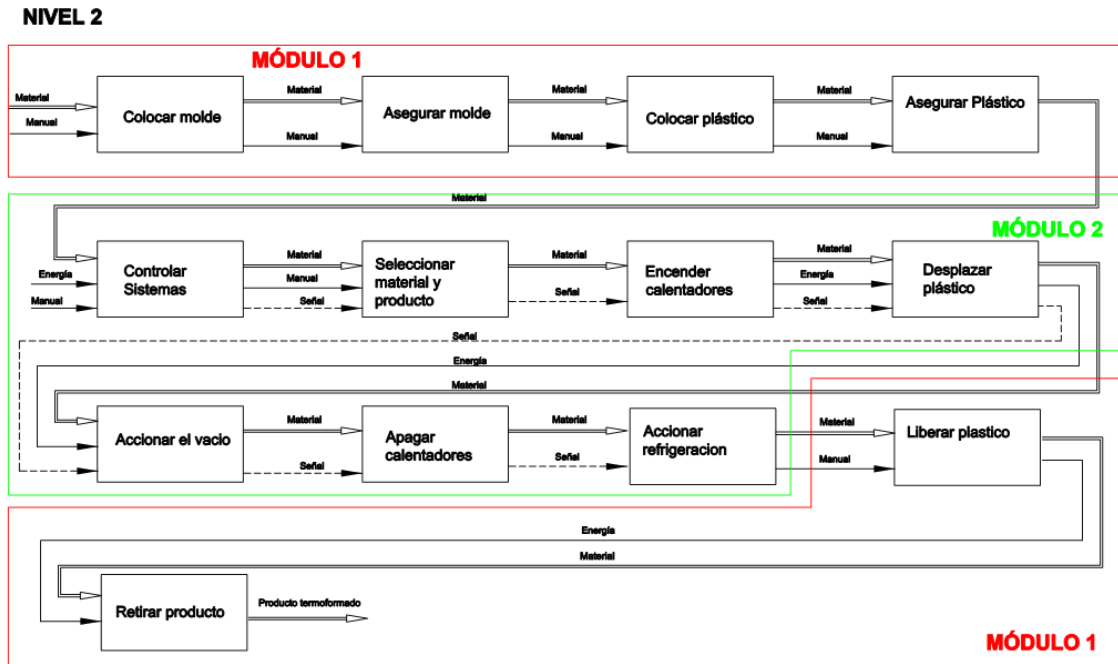 NIVEL 2
MÓDULO 1
Material
Manual
Colocar molde
Material
Manual
Asegurar molde
Material
Manual
Colocar plástico
Material
Manual
Asegurar Plástico
Material
MÓDULO 2
Energía
Manual
Controlar
Sistemas
Material
Manual
Señal
Seleccionar
material y
producto
Material
Señal
Encender
calentadores
Material
Energía
Señal
Desplazar
plástico
Señal
Energía
Material
Accionar el vacio
Material
Señal
Apagar
calentadores
Material
Señal
Accionar
refrigeracion
Material
Manual
Liberar plastico
Energía
Material
Retirar producto
Producto termoformado
MÓDULO 1